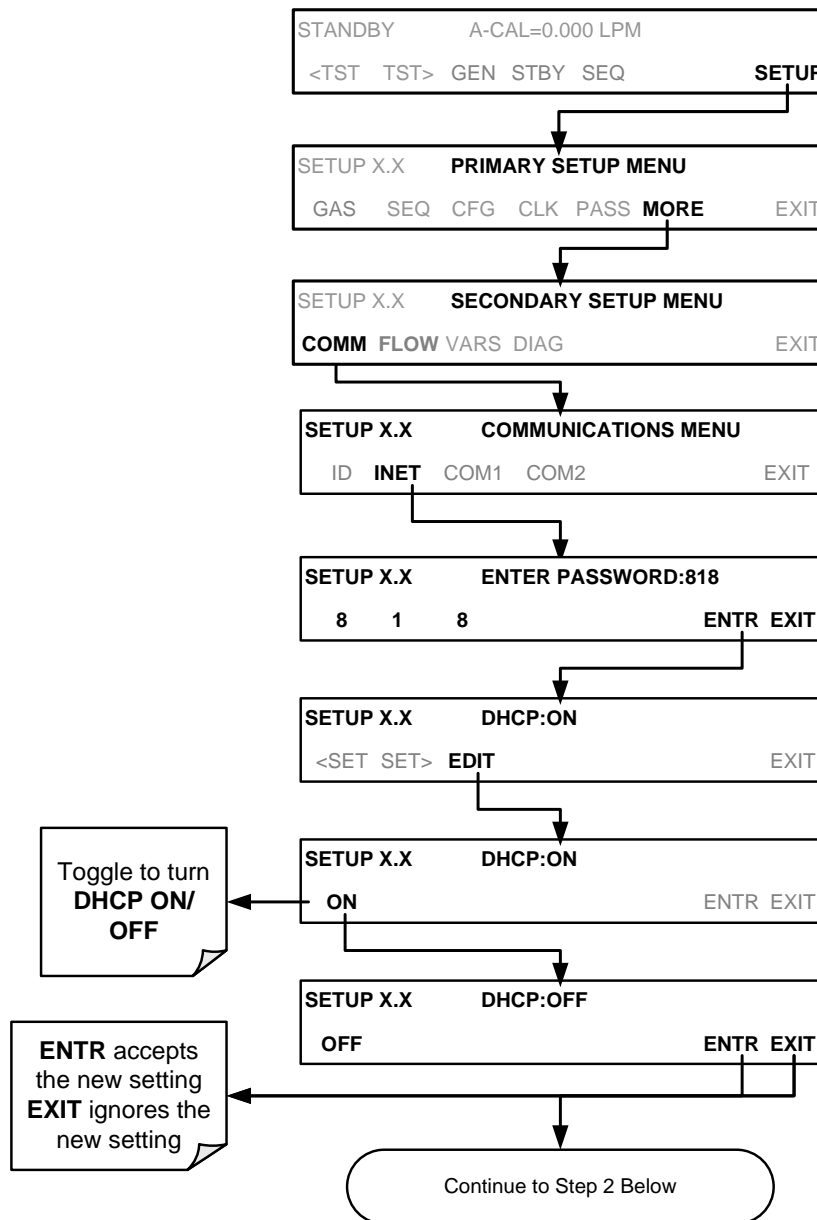 STANDBY A-CAL=0.000 LPM
<TST TST> GEN STBY SEQ SETUP
SETUP X.X PRIMARY SETUP MENU
GAS SEQ CFG CLK PASS MORE EXIT
SETUP X.X SECONDARY SETUP MENU
COMM FLOW VARS DIAG EXIT
SETUP X.X COMMUNICATIONS MENU
ID INET COM1 COM2 EXIT
SETUP X.X ENTER PASSWORD:818
8 1 8 ENTR EXIT
SETUP X.X DHCP:ON
<SET SET> EDIT EXIT
Toggle to turn
DHCP ON/
OFF
SETUP X.X DHCP:ON
ON ENTR EXIT
SETUP X.X DHCP:OFF
OFF ENTR EXIT
ENTR accepts
the new setting
EXIT ignores the
new setting
Continue to Step 2 Below